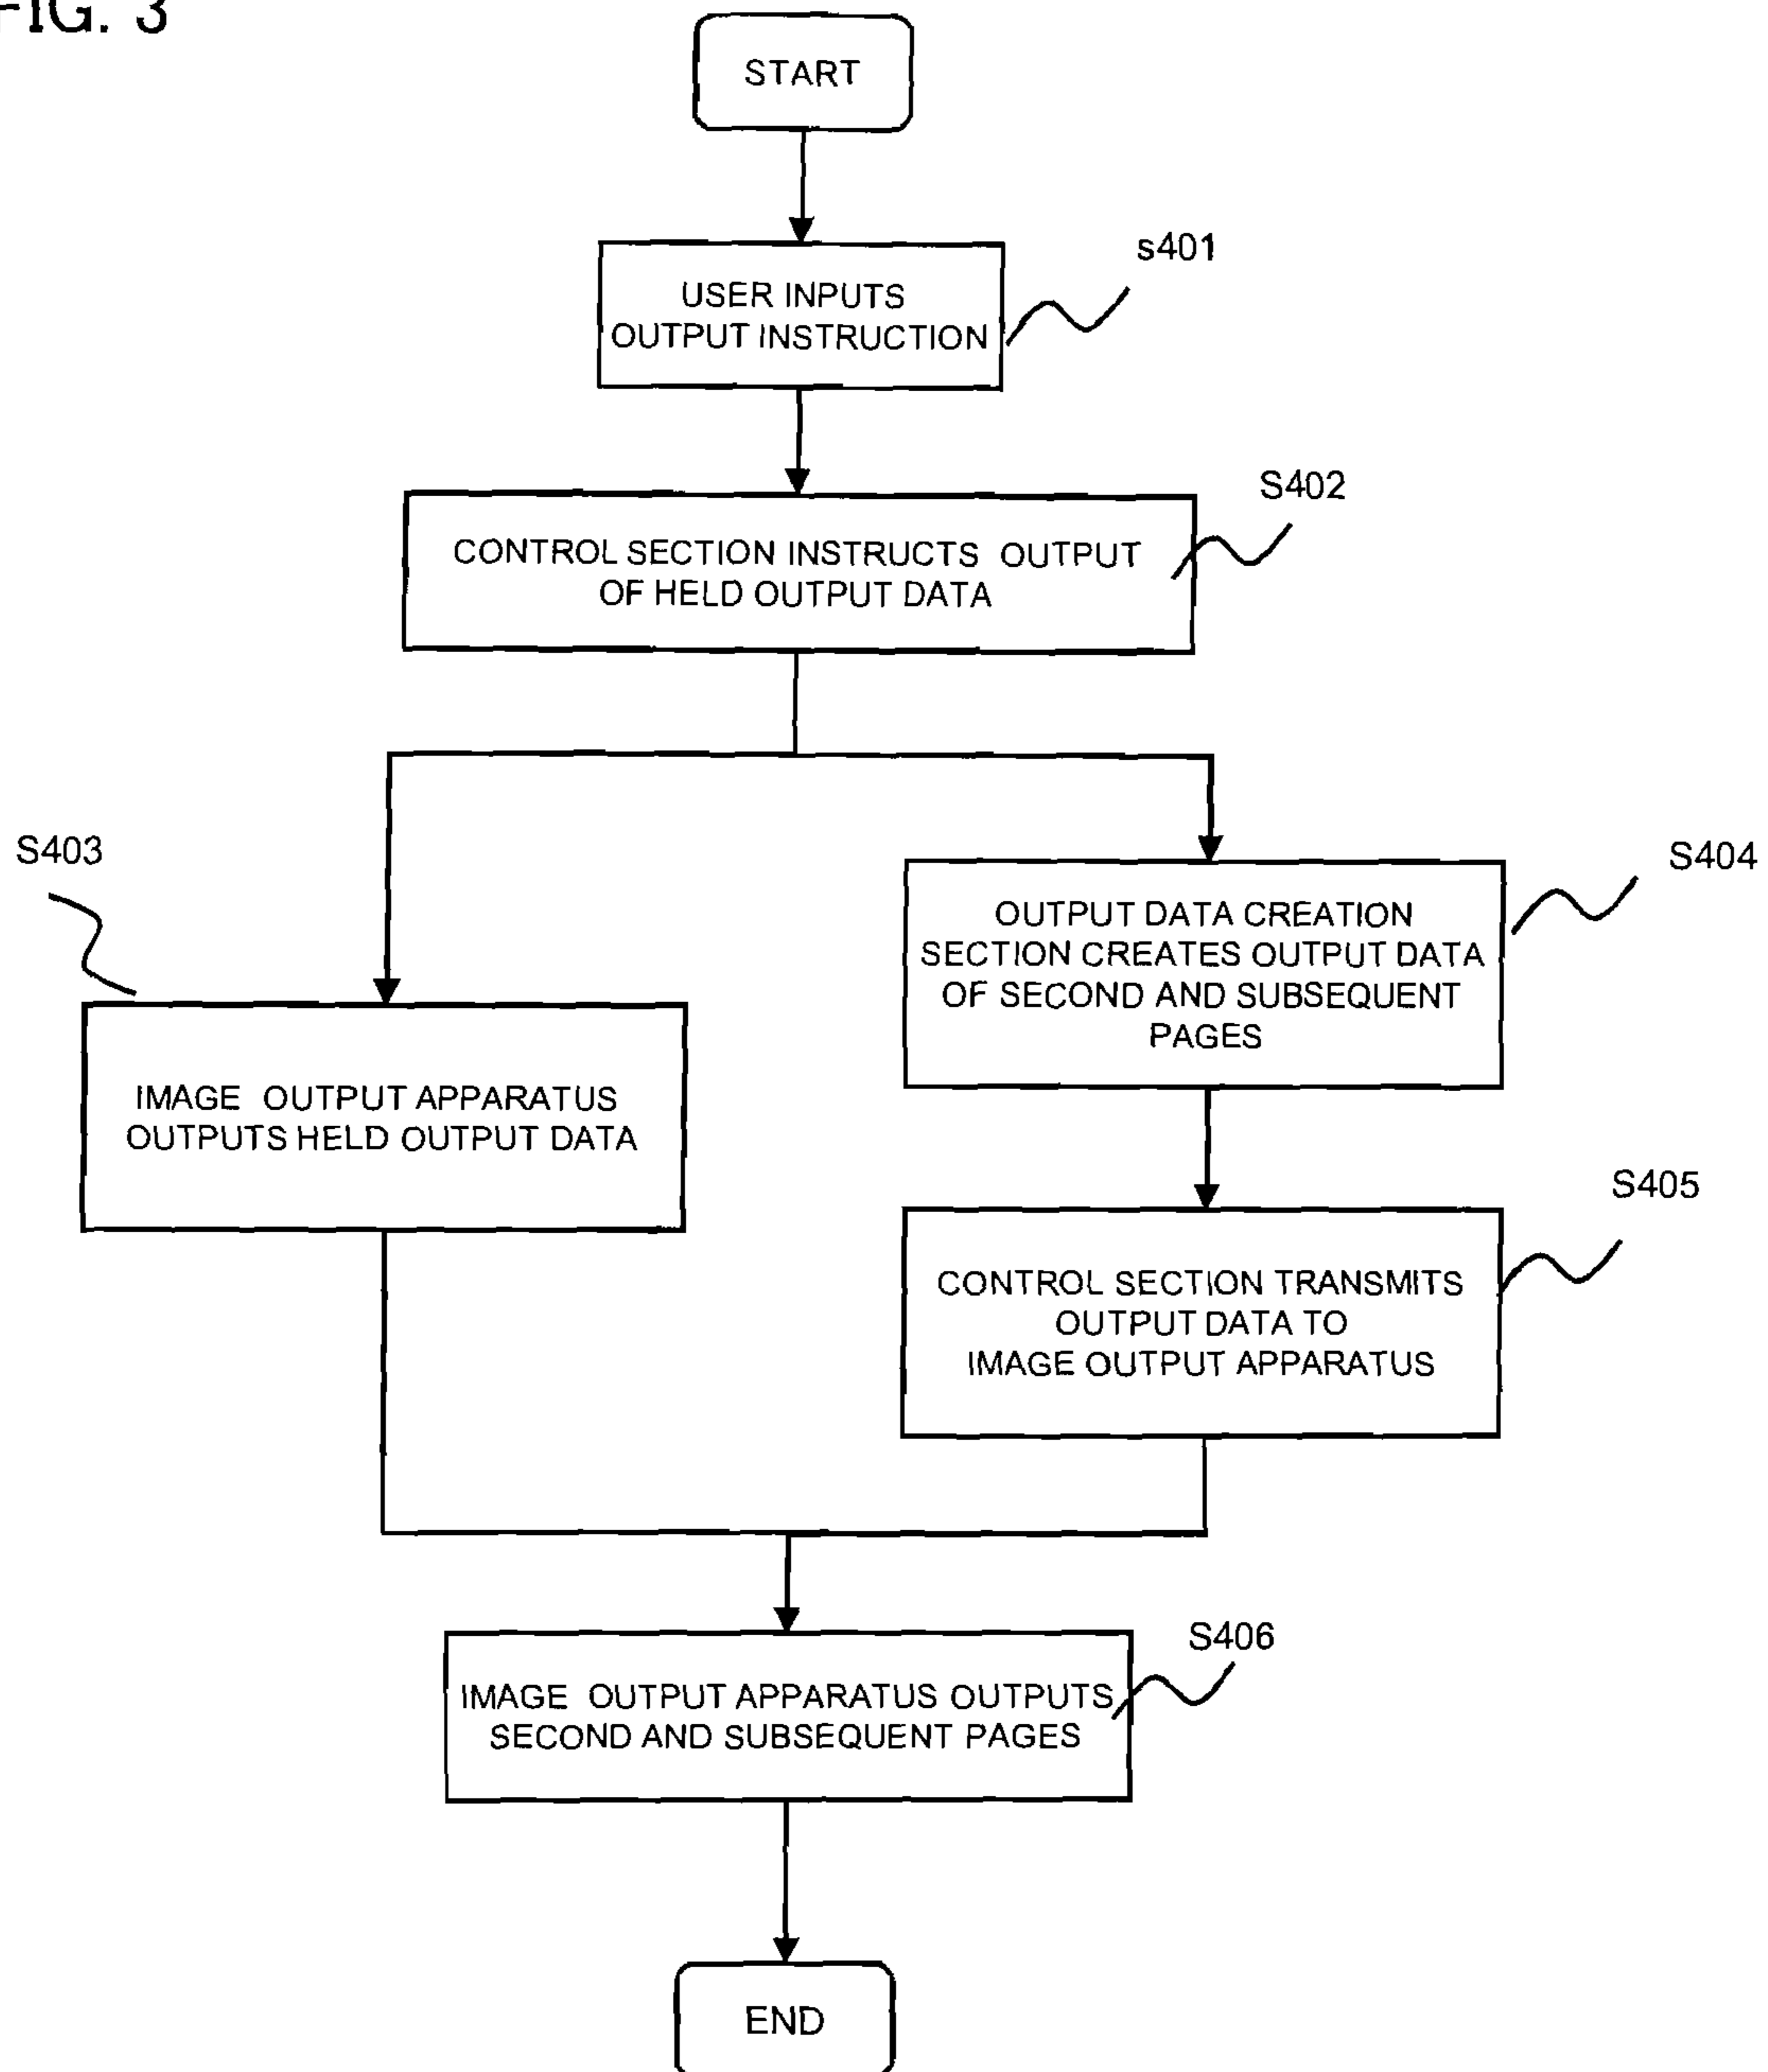 FIG. 3
START
s401
USER INPUTS
OUTPUT INSTRUCTION
S402
CONTROL SECTION INSTRUCTS OUTPUT
OF HELD OUTPUT DATA
S403
S404
OUTPUT DATA CREATION
SECTION CREATES OUTPUT DATA
OF SECOND AND SUBSEQUENT
PAGES
IMAGE OUTPUT APPARATUS
OUTPUTS HELD OUTPUT DATA
S405
CONTROL SECTION TRANSMITS
OUTPUT DATA TO
IMAGE OUTPUT APPARATUS
S406
IMAGE OUTPUT APPARATUS OUTPUTS
SECOND AND SUBSEQUENT PAGES
END